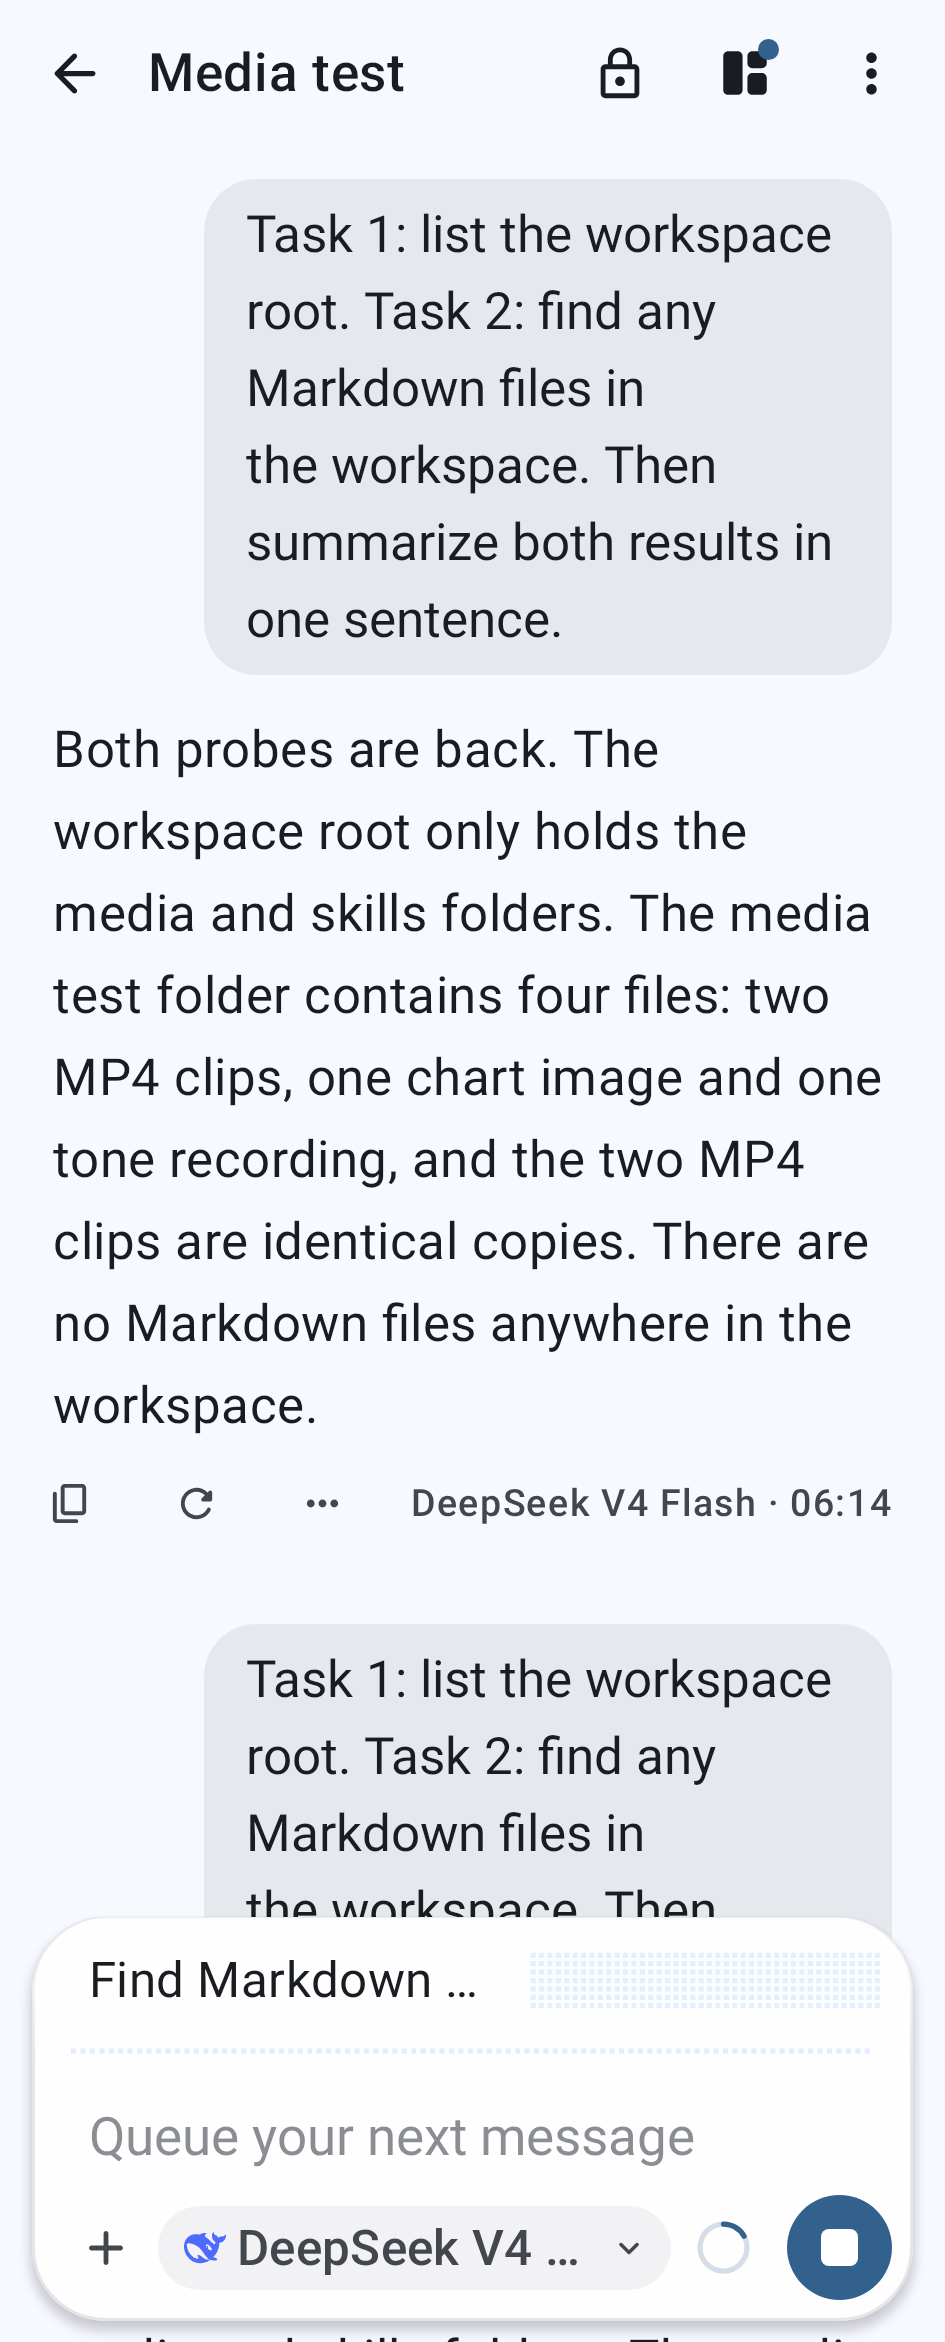 Media test
Task 1: list the workspace
root. Task 2: find any
Markdown files in
the workspace. Then
summarize both results in
one sentence.
Both probes are back. The
workspace root only holds the
media and skills folders. The media
test folder contains four files: two
MP4 clips, one chart image and one
tone recording, and the two MP4
clips are identical copies. There are
no Markdown files anywhere in the
workspace.
DeepSeek V4 Flash · 06:14
Task 1: list the workspace
root. Task 2: find any
Markdown files in
the workspace. Then
Find Markdown ...
Queue your next message
DeepSeek V4 ...